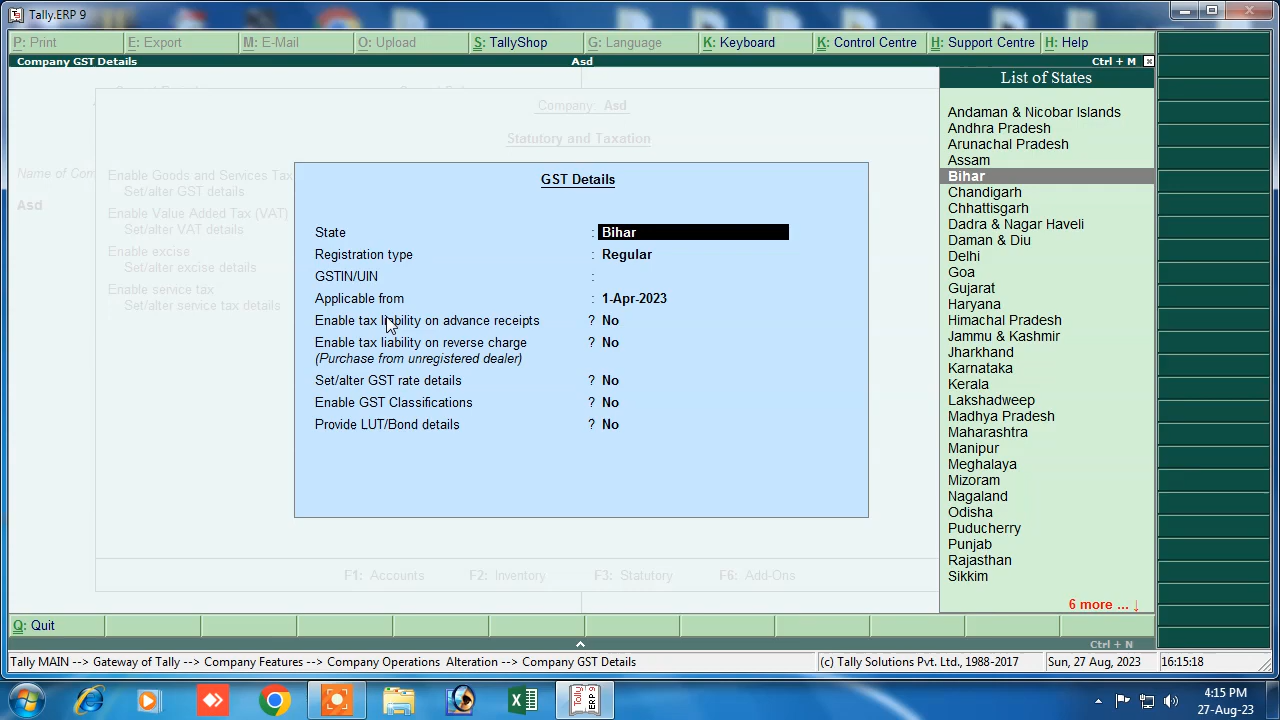 Tally.ERP 9
P: Print
E: Export
M: E-Mail
O: Upload
S: TallyShop
G: Language
K: Keyboard
K: Control Centre
H: Support Centre
H: Help
Company GST Details
Asd
Ctrl + M
Company: Asd
Statutory and Taxation
Name of Com
Asd
Enable Goods and Services Tax
Set/alter GST details
Enable Value Added Tax (VAT)
Set/alter VAT details
Enable excise
Set/alter excise details
Enable service tax
Set/alter service tax details
GST Details
State : Bihar
Registration type : Regular
GSTIN/UIN :
Applicable from : 1-Apr-2023
Enable tax liability on advance receipts ? No
Enable tax liability on reverse charge ? No
(Purchase from unregistered dealer)
Set/alter GST rate details ? No
Enable GST Classifications ? No
Provide LUT/Bond details ? No
F1: Accounts
F2: Inventory
F3: Statutory
F6: Add-Ons
List of States
Andaman & Nicobar Islands
Andhra Pradesh
Arunachal Pradesh
Assam
Bihar
Chandigarh
Chhattisgarh
Dadra & Nagar Haveli
Daman & Diu
Delhi
Goa
Gujarat
Haryana
Himachal Pradesh
Jammu & Kashmir
Jharkhand
Karnataka
Kerala
Lakshadweep
Madhya Pradesh
Maharashtra
Manipur
Meghalaya
Mizoram
Nagaland
Odisha
Puducherry
Punjab
Rajasthan
Sikkim
6 more ... ↓
Q: Quit
Ctrl + N
Tally MAIN --> Gateway of Tally --> Company Features --> Company Operations Alteration --> Company GST Details
(c) Tally Solutions Pvt. Ltd., 1988-2017
Sun, 27 Aug, 2023
16:15:18
4:15 PM
27-Aug-23